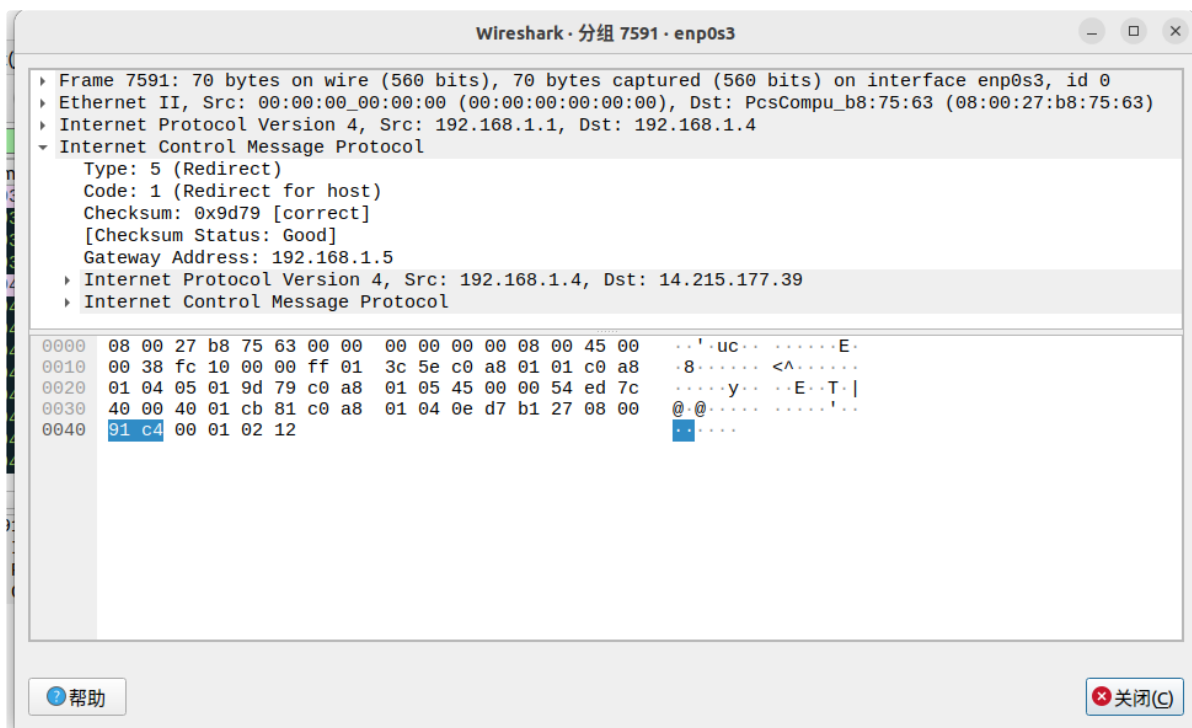 Wireshark · 分组 7591 · enp0s3
Frame 7591: 70 bytes on wire (560 bits), 70 bytes captured (560 bits) on interface enp0s3, id 0
Ethernet II, Src: 00:00:00_00:00:00 (00:00:00:00:00:00), Dst: PcsCompu_b8:75:63 (08:00:27:b8:75:63)
Internet Protocol Version 4, Src: 192.168.1.1, Dst: 192.168.1.4
Internet Control Message Protocol
Type: 5 (Redirect)
Code: 1 (Redirect for host)
Checksum: 0x9d79 [correct]
[Checksum Status: Good]
Gateway Address: 192.168.1.5
Internet Protocol Version 4, Src: 192.168.1.4, Dst: 14.215.177.39
Internet Control Message Protocol
0000 08 00 27 b8 75 63 00 00 00 00 00 00 08 00 45 00 ··'·uc·· ······E·
0010 00 38 fc 10 00 00 ff 01 3c 5e c0 a8 01 01 c0 a8 ·8······ <^······
0020 01 04 05 01 9d 79 c0 a8 01 05 45 00 00 54 ed 7c ·····y·· ··E··T·|
0030 40 00 40 01 cb 81 c0 a8 01 04 0e d7 b1 27 08 00 @·@····· ·····'··
0040 91 c4 00 01 02 12 ······
帮助
关闭(C)